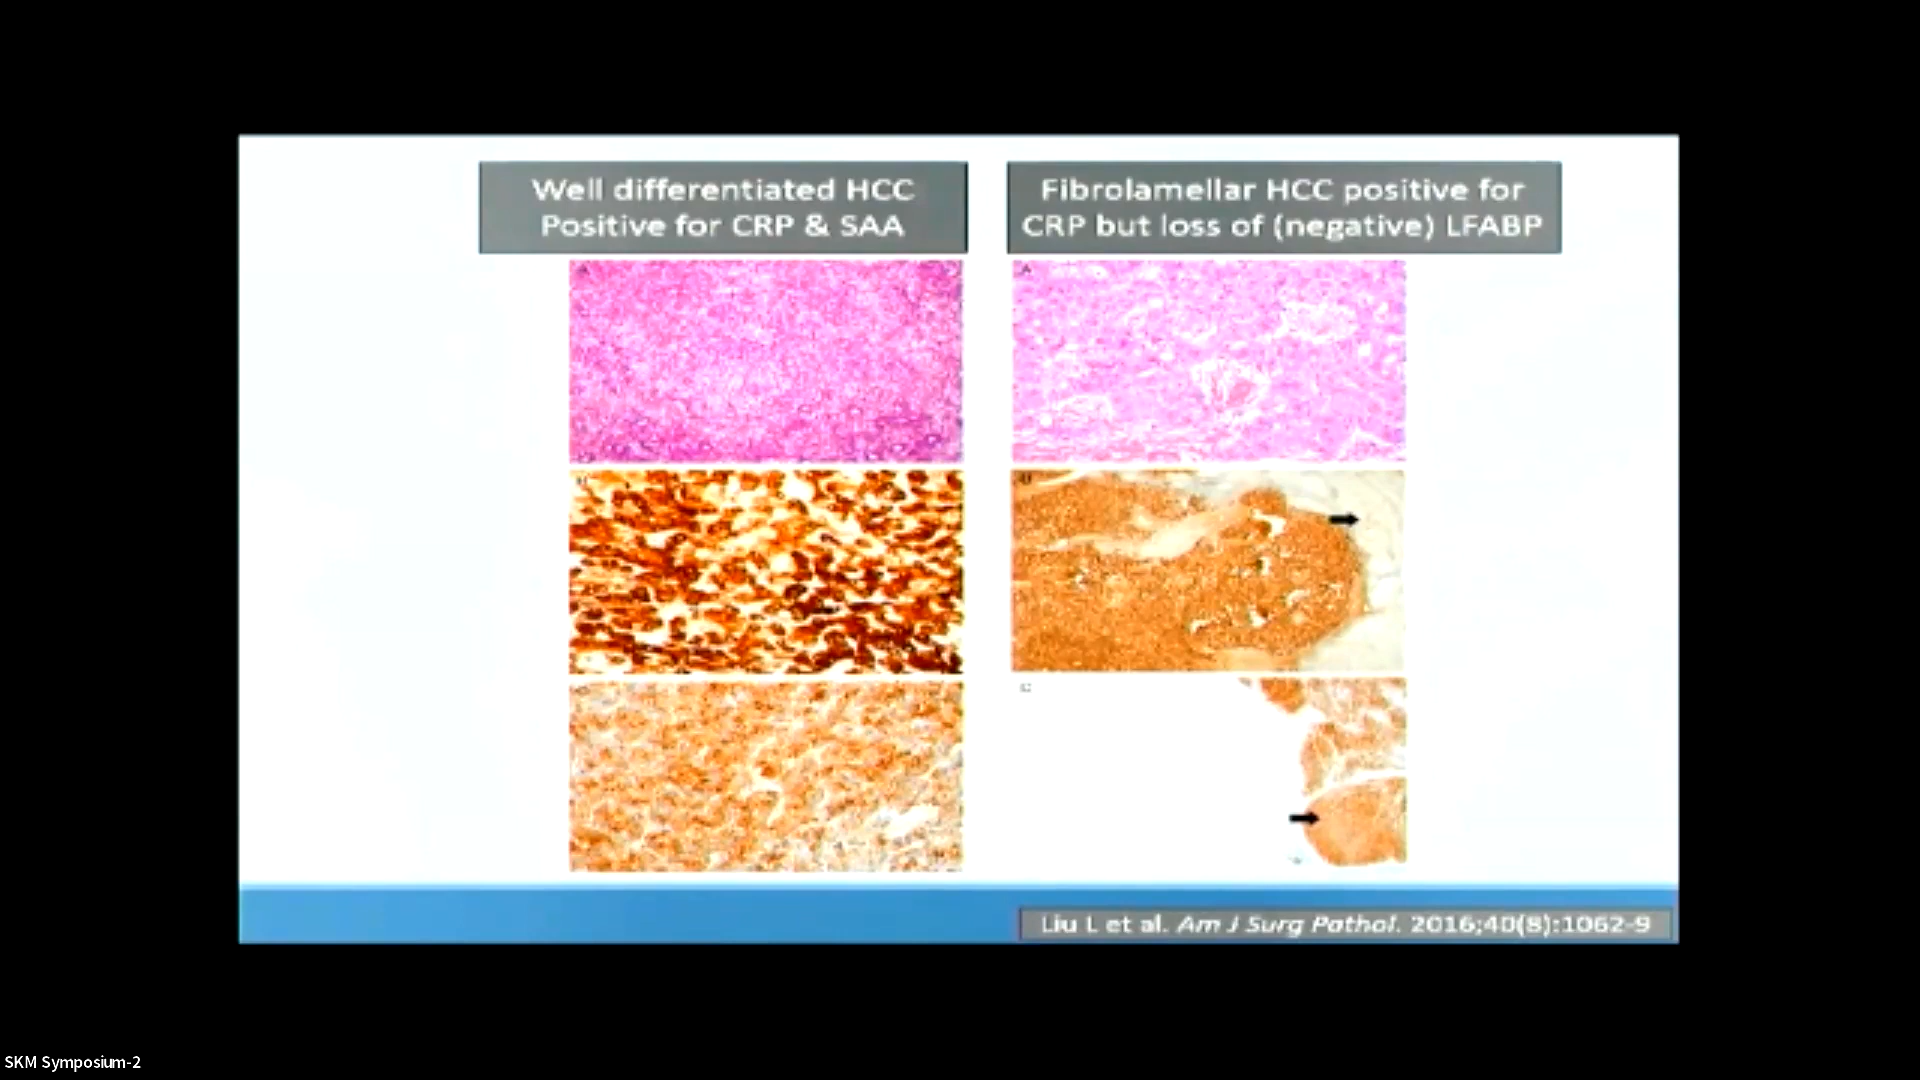 Well differentiated HCC
Positive for CRP & SAA
Fibrolamellar HCC positive for
CRP but loss of (negative) LFABP
A
Liu L et al. Am J Surg Pathol. 2016;40(8):1062-9
SKM Symposium-2